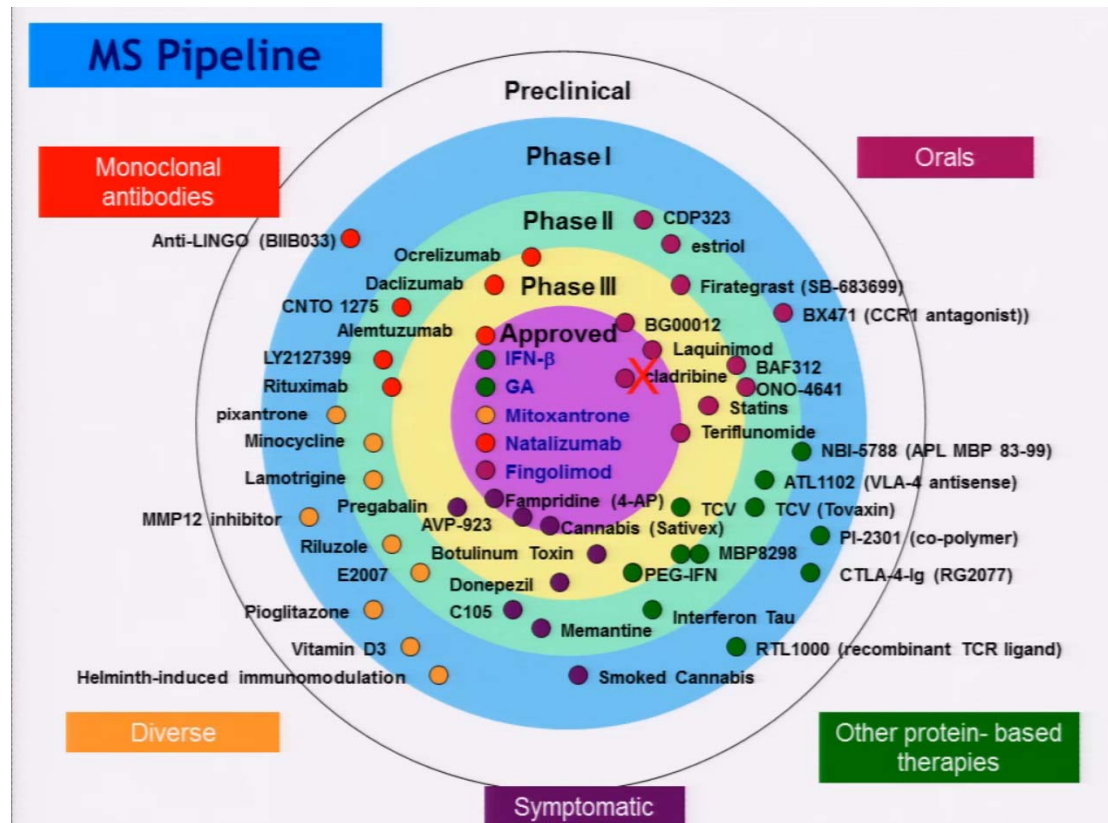 MS Pipeline
Preclinical
Phase I
Phase II
Phase III
Approved
Monoclonal
antibodies
Anti-LINGO (BIIB033)
Ocrelizumab
Daclizumab
CNTO 1275
Alemtuzumab
LY2127399
Rituximab
pixantrone
Minocycline
Lamotrigine
Pregabalin
MMP12 inhibitor
AVP-923
Riluzole
E2007
Pioglitazone
Vitamin D3
Helminth-induced immunomodulation
Diverse
IFN-β
GA
Mitoxantrone
Natalizumab
Fingolimod
Fampridine (4-AP)
Cannabis (Sativex)
Botulinum Toxin
Donepezil
C105
Memantine
Smoked Cannabis
Symptomatic
Orals
CDP323
estriol
Firategrast (SB-683699)
BX471 (CCR1 antagonist))
BG00012
Laquinimod
cladribine
BAF312
ONO-4641
Statins
Teriflunomide
NBI-5788 (APL MBP 83-99)
ATL1102 (VLA-4 antisense)
TCV
TCV (Tovaxin)
PI-2301 (co-polymer)
MBP8298
PEG-IFN
CTLA-4-Ig (RG2077)
Interferon Tau
RTL1000 (recombinant TCR ligand)
Other protein- based
therapies